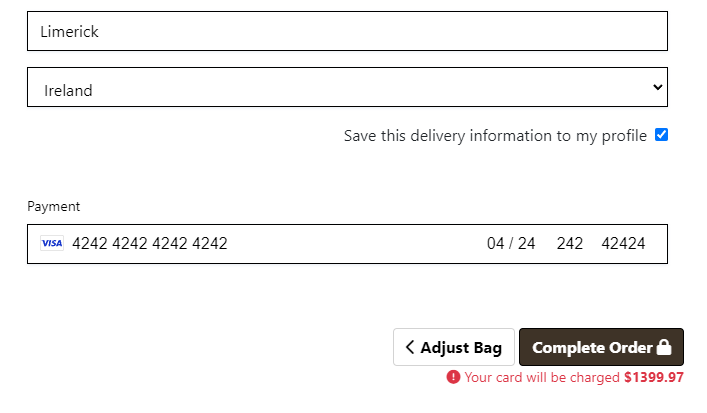 Limerick
Ireland
Save this delivery information to my profile
Payment
VISA 4242 4242 4242 4242 04 / 24 242 42424
Adjust Bag Complete Order
Your card will be charged $1399.97